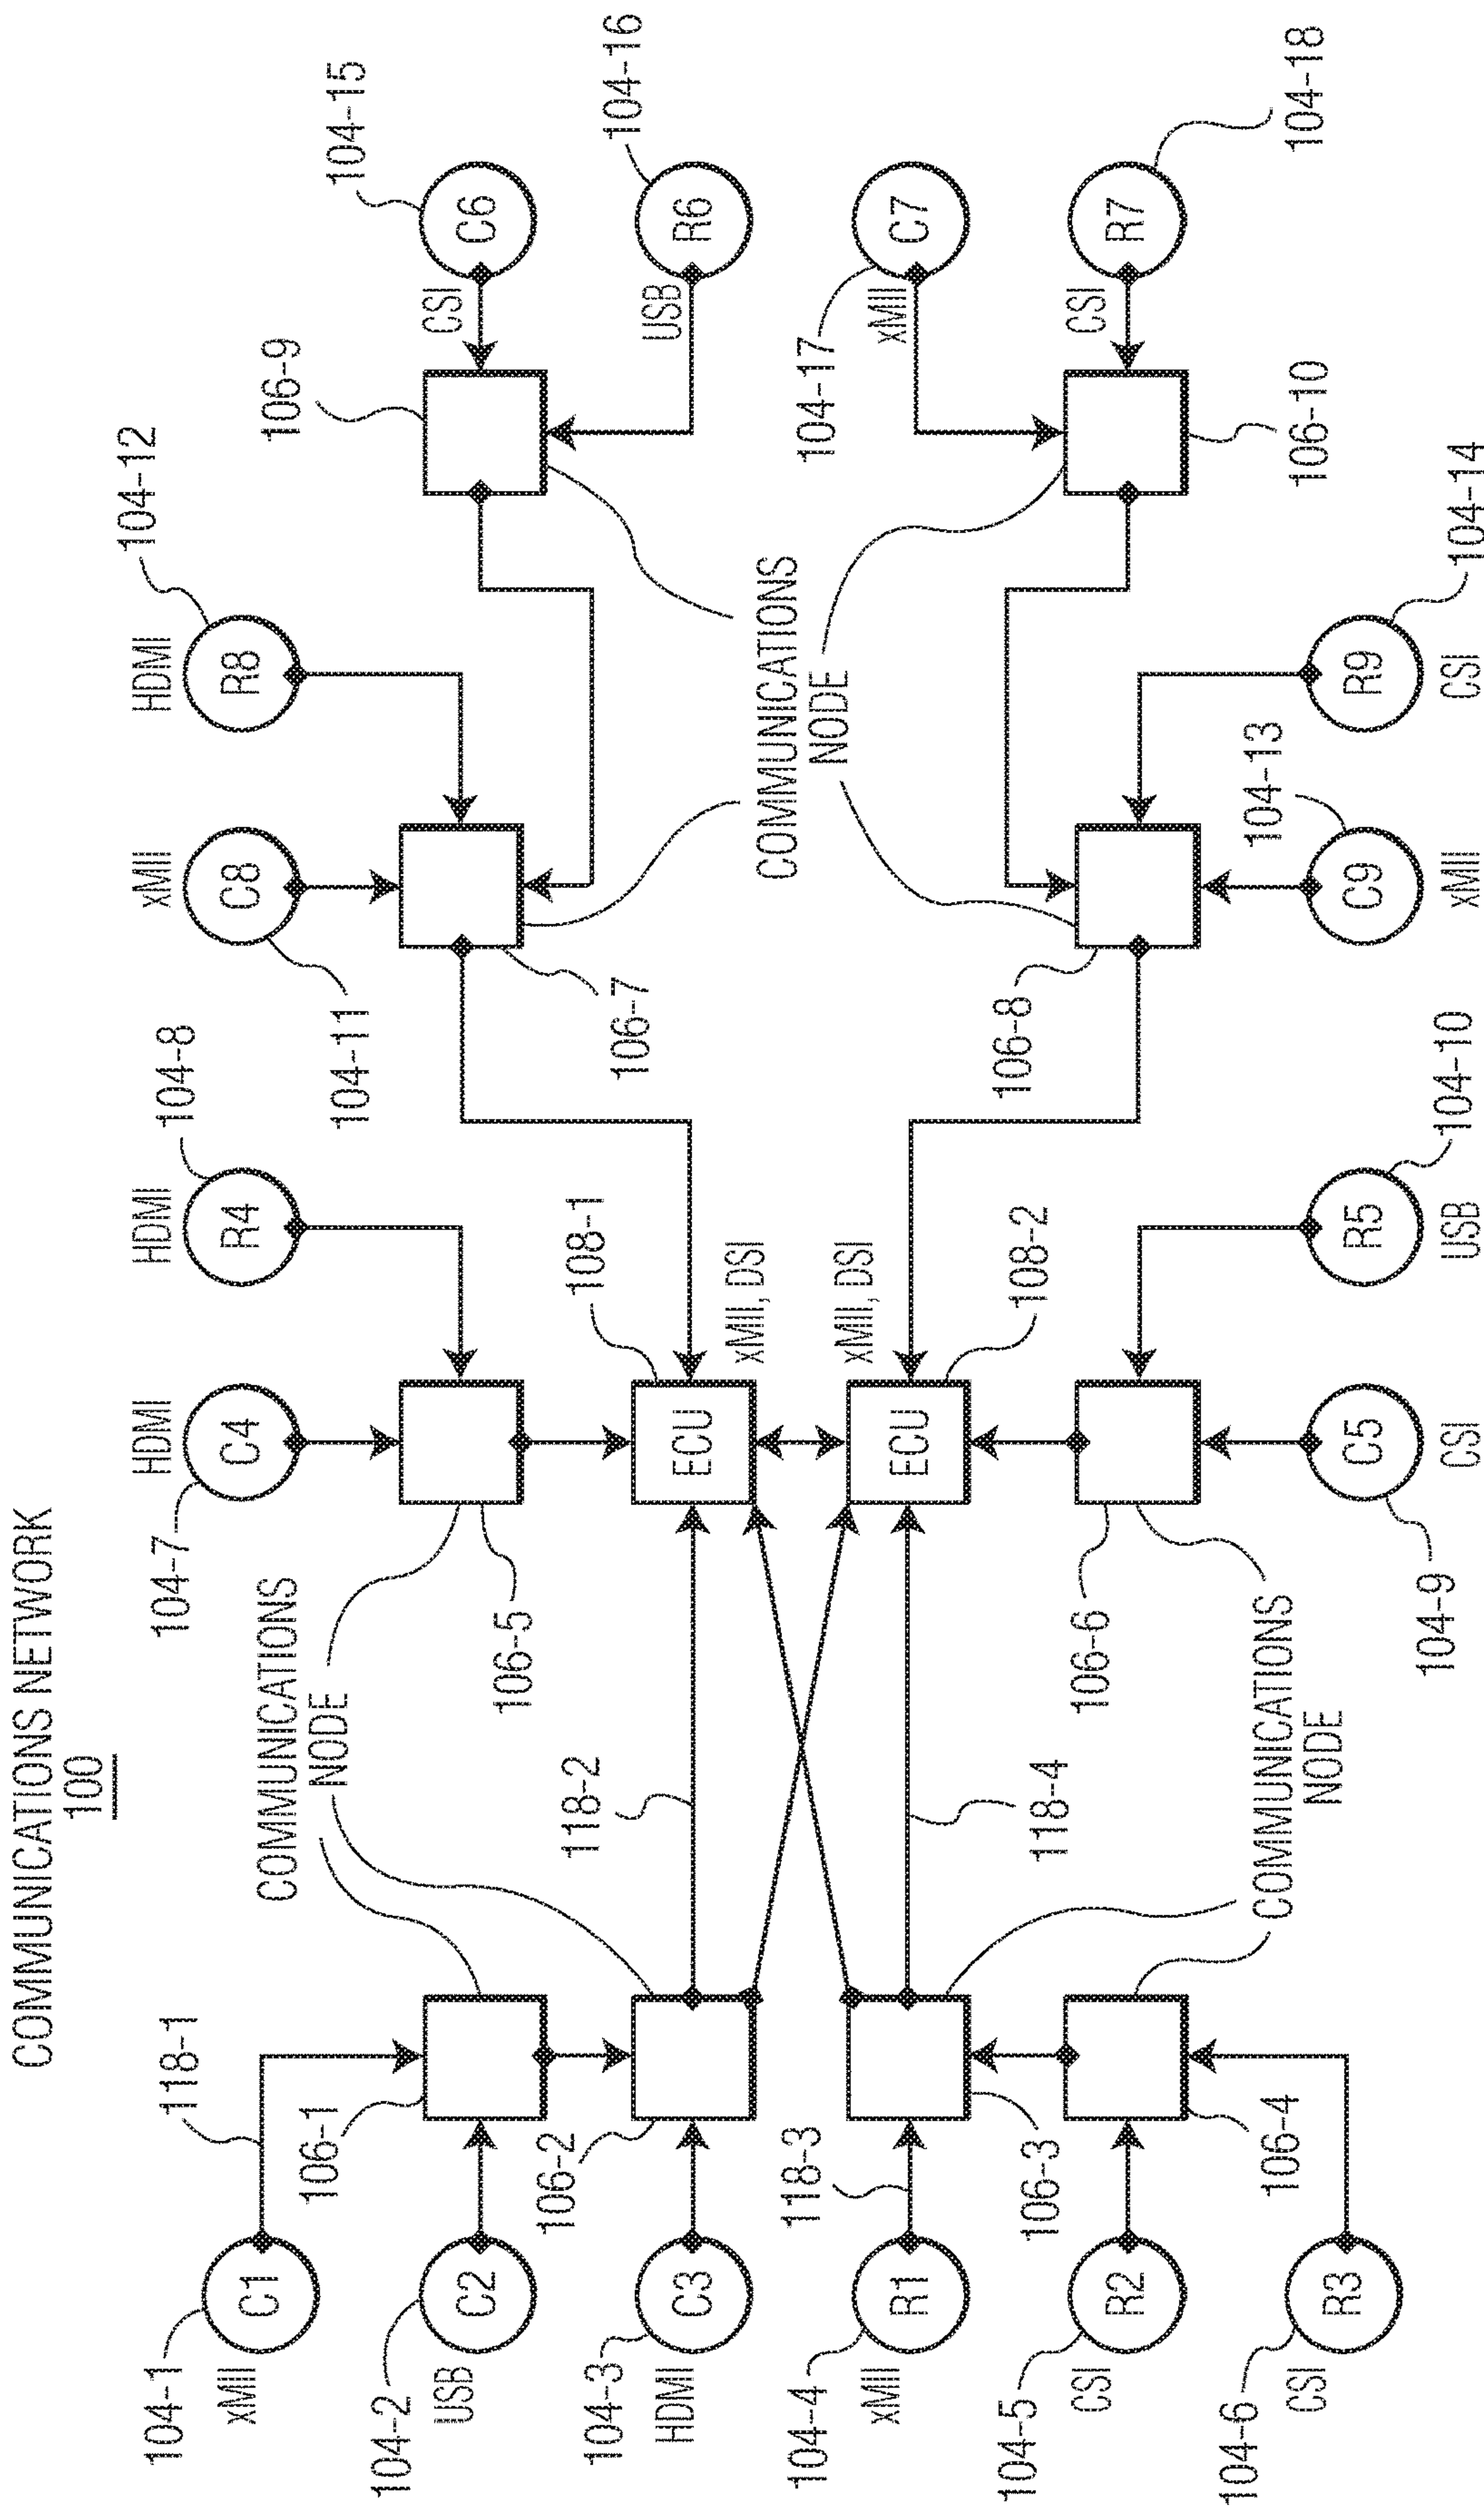 COMMUNICATIONS NETWORK
100
104-1
xMII
C1
118-1
104-2
USB
C2
106-1
104-3
HDMI
C3
106-2
104-4
xMII
R1
118-3
106-3
104-5
CSI
R2
106-4
104-6
CSI
R3
COMMUNICATIONS
NODE
118-2
118-4
COMMUNICATIONS
NODE
104-7
HDMI
C4
104-8
HDMI
R4
106-5
ECU
108-1
xMII, DSI
xMII, DSI
ECU
108-2
106-6
104-9
C5
CSI
104-10
R5
USB
xMII
C8
104-11
HDMI
R8
104-12
106-7
COMMUNICATIONS
NODE
106-8
104-13
C9
xMII
104-14
R9
CSI
106-9
CSI
C6
104-15
USB
R6
104-16
104-17
xMII
C7
106-10
CSI
R7
104-18